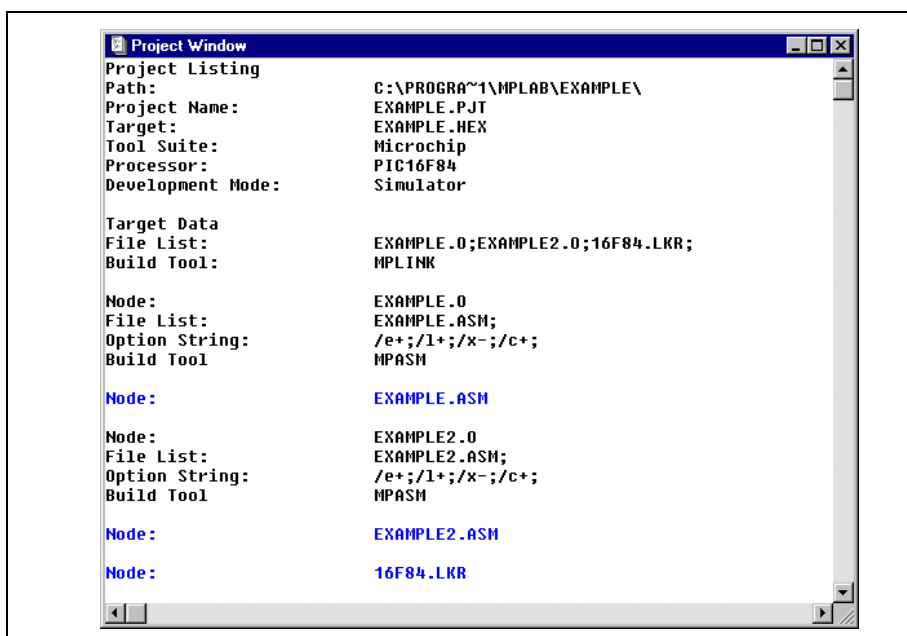 Project Window
Project Listing
Path: C:\PROGRA~1\MPLAB\EXAMPLE\
Project Name: EXAMPLE.PJT
Target: EXAMPLE.HEX
Tool Suite: Microchip
Processor: PIC16F84
Development Mode: Simulator
Target Data
File List: EXAMPLE.O;EXAMPLE2.O;16F84.LKR;
Build Tool: MPLINK
Node: EXAMPLE.O
File List: EXAMPLE.ASM;
Option String: /e+;/l+;/x-;/c+;
Build Tool MPASM
Node: EXAMPLE.ASM
Node: EXAMPLE2.O
File List: EXAMPLE2.ASM;
Option String: /e+;/l+;/x-;/c+;
Build Tool MPASM
Node: EXAMPLE2.ASM
Node: 16F84.LKR